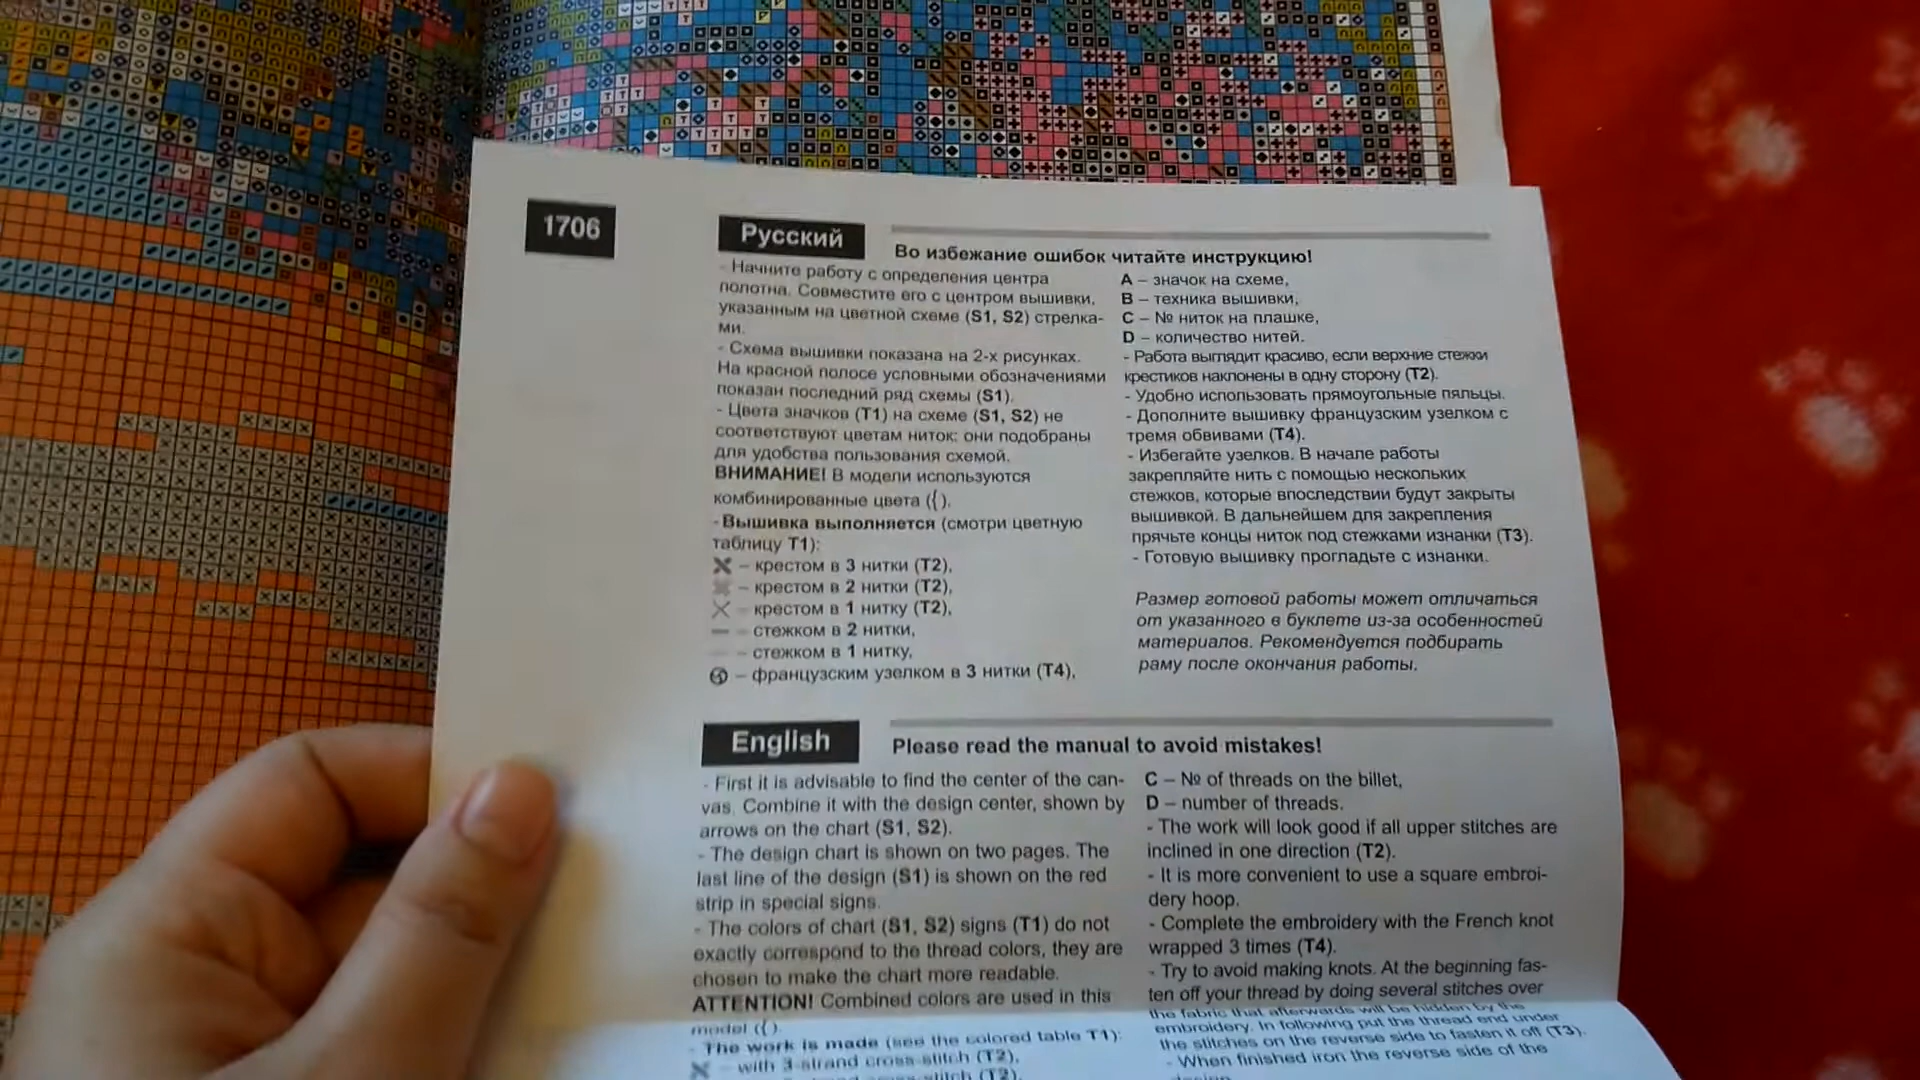 1706
Русский
Во избежание ошибок читайте инструкцию!
- Начните работу с определения центра
полотна. Совместите его с центром вышивки,
указанным на цветной схеме (S1, S2) стрелка-
ми.
- Схема вышивки показана на 2-х рисунках.
На красной полосе условными обозначениями
показан последний ряд схемы (S1).
- Цвета значков (T1) на схеме (S1, S2) не
соответствуют цветам ниток: они подобраны
для удобства пользования схемой.
ВНИМАНИЕ! В модели используются
комбинированные цвета ({).
- Вышивка выполняется (смотри цветную
таблицу T1):
– крестом в 3 нитки (T2),
– крестом в 2 нитки (T2),
– крестом в 1 нитку (T2),
– стежком в 2 нитки,
– стежком в 1 нитку,
– французским узелком в 3 нитки (T4),
A – значок на схеме,
B – техника вышивки,
C – № ниток на плашке,
D – количество нитей.
- Работа выглядит красиво, если верхние стежки
крестиков наклонены в одну сторону (T2).
- Удобно использовать прямоугольные пяльцы.
- Дополните вышивку французским узелком с
тремя обвивами (T4).
- Избегайте узелков. В начале работы
закрепляйте нить с помощью нескольких
стежков, которые впоследствии будут закрыты
вышивкой. В дальнейшем для закрепления
прячьте концы ниток под стежками изнанки (T3).
- Готовую вышивку прогладьте с изнанки.
Размер готовой работы может отличаться
от указанного в буклете из-за особенностей
материалов. Рекомендуется подбирать
раму после окончания работы.
English
Please read the manual to avoid mistakes!
- First it is advisable to find the center of the can-
vas. Combine it with the design center, shown by
arrows on the chart (S1, S2).
- The design chart is shown on two pages. The
last line of the design (S1) is shown on the red
strip in special signs.
- The colors of chart (S1, S2) signs (T1) do not
exactly correspond to the thread colors, they are
chosen to make the chart more readable.
ATTENTION! Combined colors are used in this
model ({).
- The work is made (see the colored table T1):
– with 3-strand cross-stitch (T2),
cross-stitch (T2),
C – № of threads on the billet,
D – number of threads.
- The work will look good if all upper stitches are
inclined in one direction (T2).
- It is more convenient to use a square embroi-
dery hoop.
- Complete the embroidery with the French knot
wrapped 3 times (T4).
- Try to avoid making knots. At the beginning fas-
ten off your thread by doing several stitches over
the fabric that afterwards will be hidden by the
embroidery. In following put the thread end under
the stitches on the reverse side to fasten it off (T3).
- When finished iron the reverse side of the